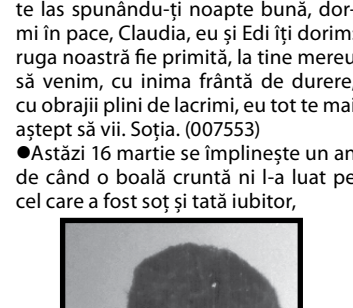 te las spunându-ți noapte bună, dor-
mi în pace, Claudia, eu și Edi îți dorim:
ruga noastră fie primită, la tine mereu
să venim, cu inima frântă de durere,
cu obrajii plini de lacrimi, eu tot te mai
aștept să vii. Soția. (007553)
●Astăzi 16 martie se împlinește un an
de când o boală cruntă ni l-a luat pe
cel care a fost soț și tată iubitor,